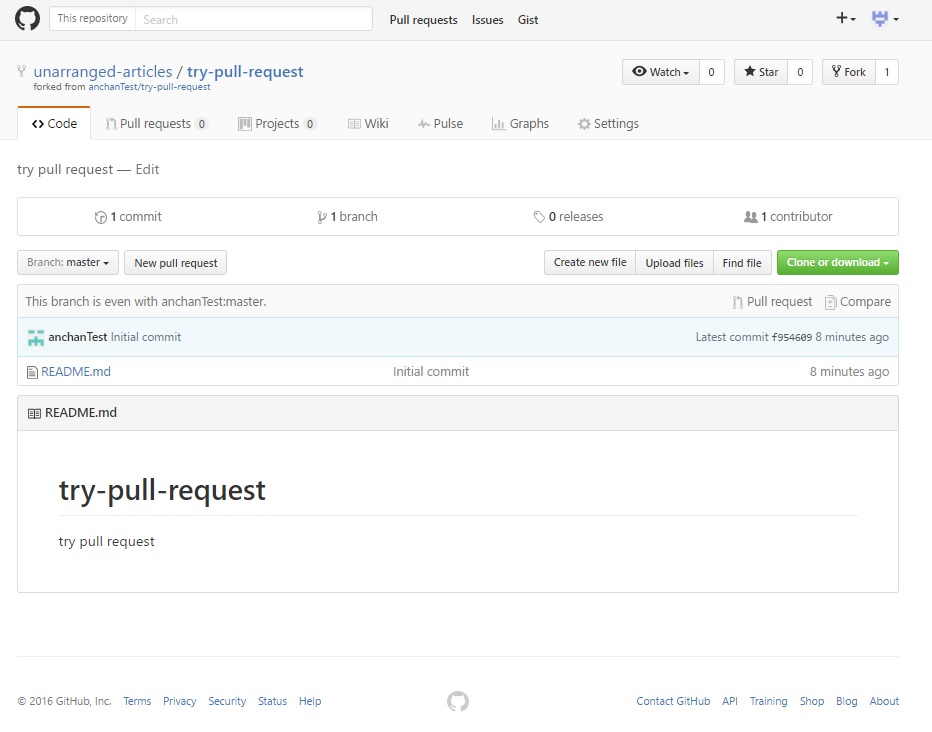 This repository Search Pull requests Issues Gist
unarranged-articles / try-pull-request Watch 0 Star 0 Fork 1
forked from anchanTest/try-pull-request
Code Pull requests 0 Projects 0 Wiki Pulse Graphs Settings
try pull request — Edit
1 commit 1 branch 0 releases 1 contributor
Branch: master New pull request Create new file Upload files Find file Clone or download
This branch is even with anchanTest:master. Pull request Compare
anchanTest Initial commit Latest commit f954609 8 minutes ago
README.md Initial commit 8 minutes ago
README.md
try-pull-request
try pull request
© 2016 GitHub, Inc. Terms Privacy Security Status Help Contact GitHub API Training Shop Blog About